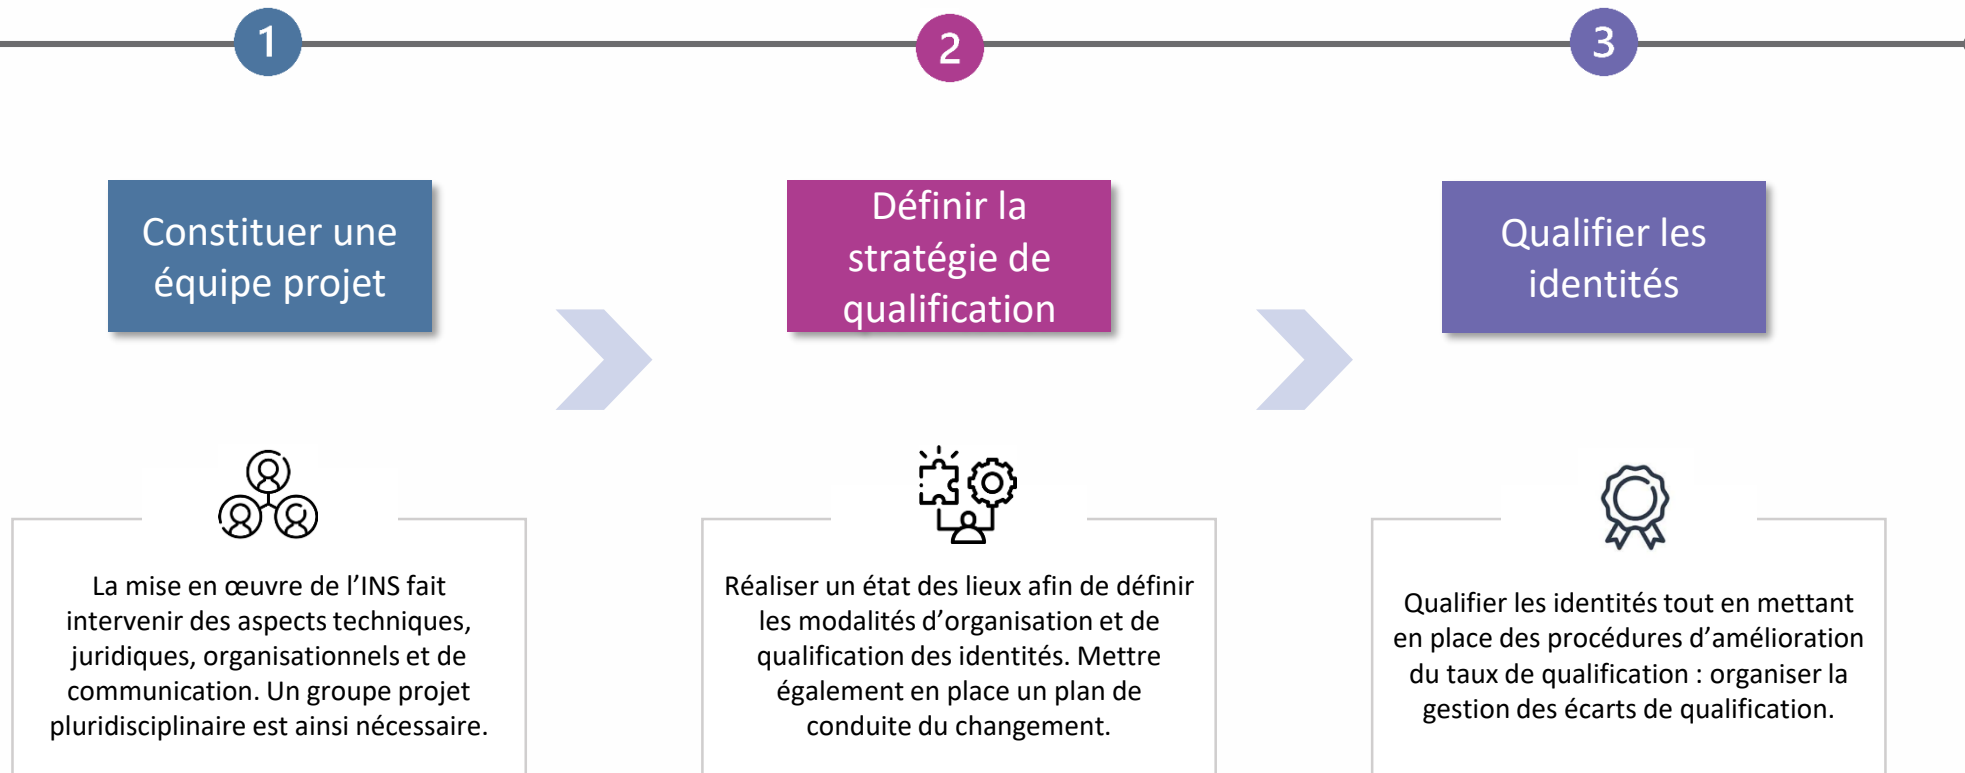 1
2
3
Constituer une
équipe projet
Définir la
stratégie de
qualification
Qualifier les
identités
La mise en œuvre de l’INS fait
intervenir des aspects techniques,
juridiques, organisationnels et de
communication. Un groupe projet
pluridisciplinaire est ainsi nécessaire.
Réaliser un état des lieux afin de définir
les modalités d’organisation et de
qualification des identités. Mettre
également en place un plan de
conduite du changement.
Qualifier les identités tout en mettant
en place des procédures d’amélioration
du taux de qualification : organiser la
gestion des écarts de qualification.